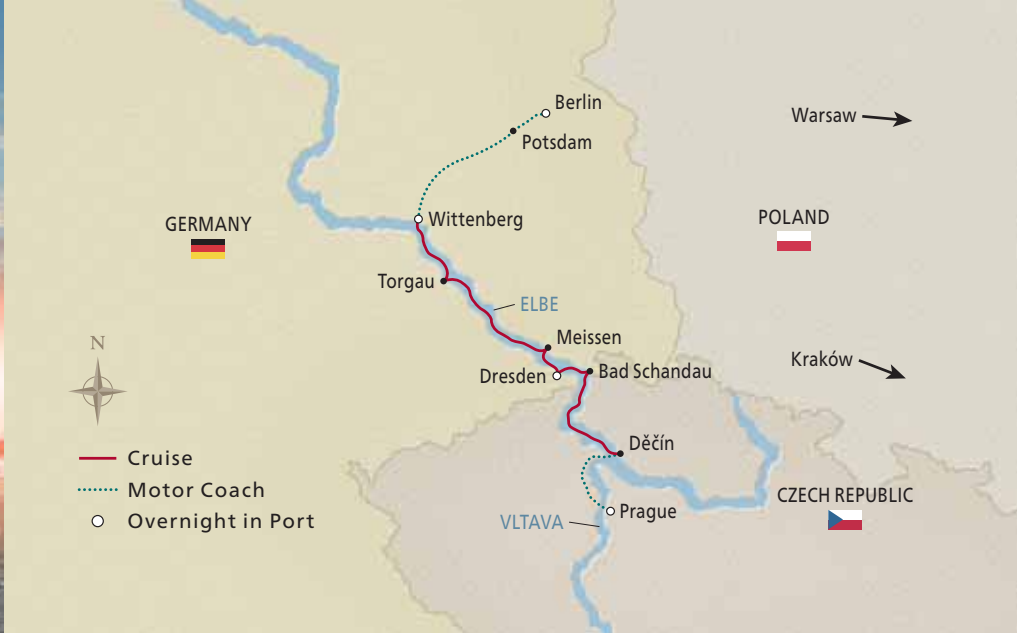 Berlin
Warsaw
Potsdam
Wittenberg
GERMANY
POLAND
Torgau
ELBE
Meissen
N
Dresden
Bad Schandau
Kraków
Děčín
Cruise
Motor Coach
Overnight in Port
CZECH REPUBLIC
Prague
VLTAVA